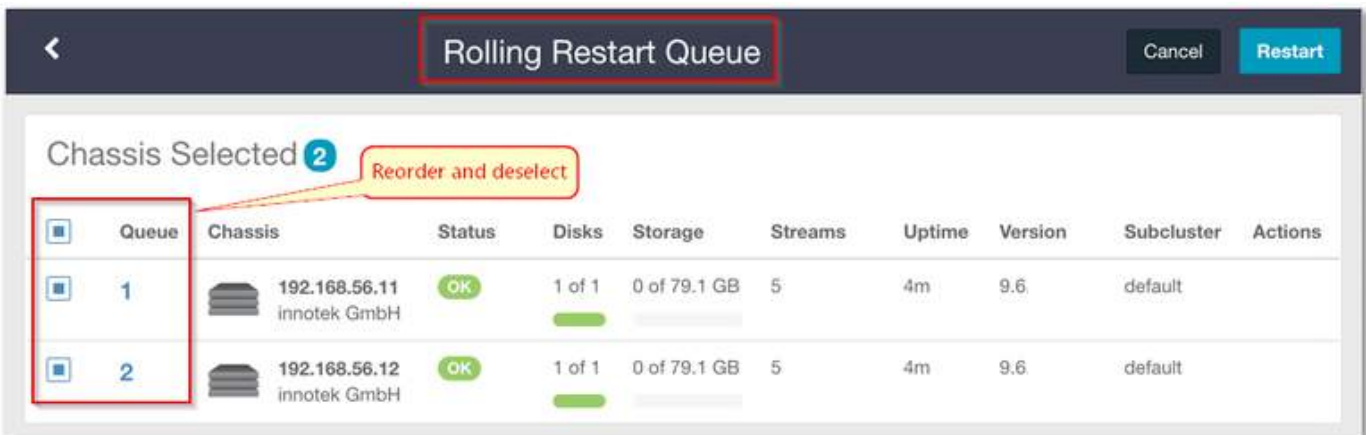 Rolling Restart Queue
Cancel
Restart
Chassis Selected 2
Reorder and deselect
Queue Chassis Status Disks Storage Streams Uptime Version Subcluster Actions
1 192.168.56.11 OK 1 of 1 0 of 79.1 GB 5 4m 9.6 default
innotek GmbH
2 192.168.56.12 OK 1 of 1 0 of 79.1 GB 5 4m 9.6 default
innotek GmbH